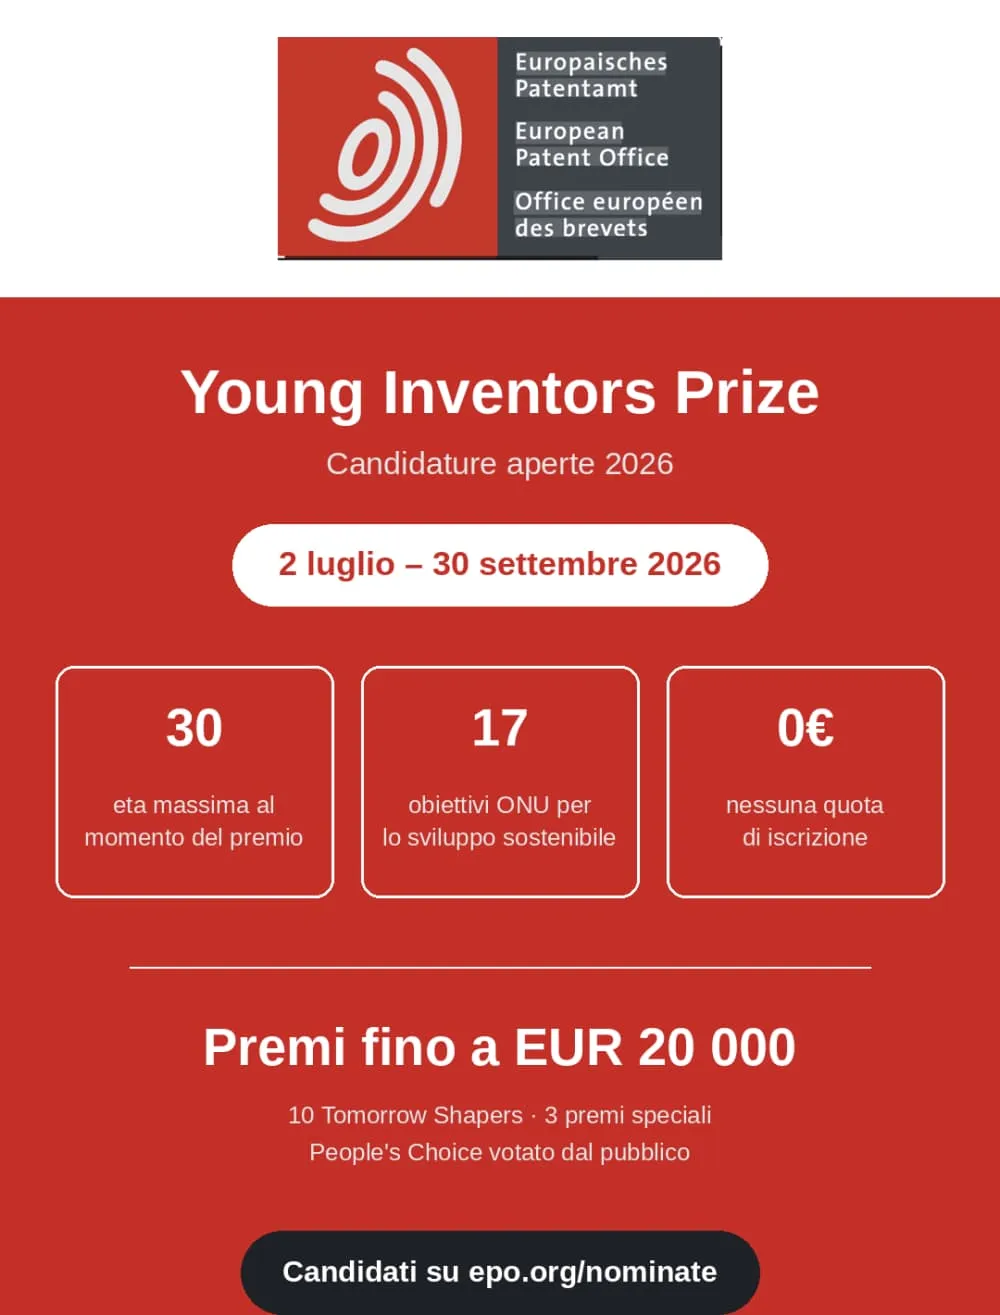 Europaisches
Patentamt
European
Patent Office
Office européen
des brevets
Young Inventors Prize
Candidature aperte 2026
2 luglio – 30 settembre 2026
30
eta massima al
momento del premio
17
obiettivi ONU per
lo sviluppo sostenibile
0€
nessuna quota
di iscrizione
Premi fino a EUR 20 000
10 Tomorrow Shapers · 3 premi speciali
People's Choice votato dal pubblico
Candidati su epo.org/nominate